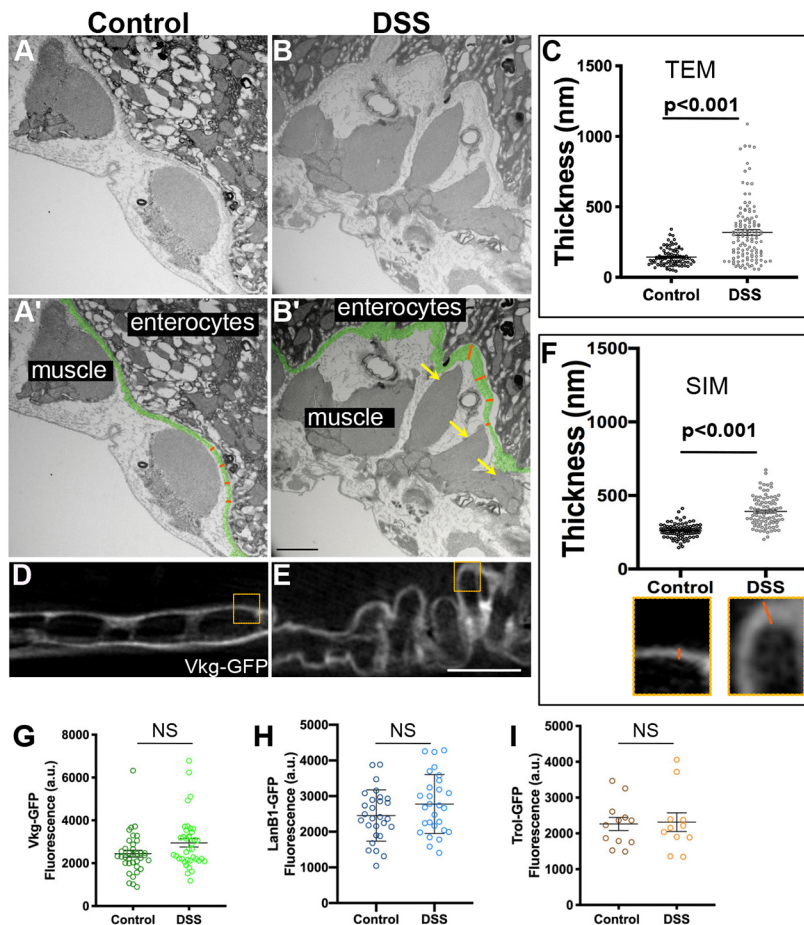 Control
DSS
A
B
C
TEM
p<0.001
1500
1000
500
0
Thickness (nm)
Control
DSS
A'
enterocytes
muscle
B'
enterocytes
muscle
F
SIM
p<0.001
1500
1000
500
0
Thickness (nm)
Control
DSS
D
Vkg-GFP
E
G
NS
8000
6000
4000
2000
0
Vkg-GFP
Fluorescence (a.u.)
Control
DSS
H
NS
5000
4000
3000
2000
1000
0
LanB1-GFP
Fluorescence (a.u.)
Control
DSS
I
NS
5000
4000
3000
2000
1000
0
Trol-GFP
Fluorescence (a.u.)
Control
DSS